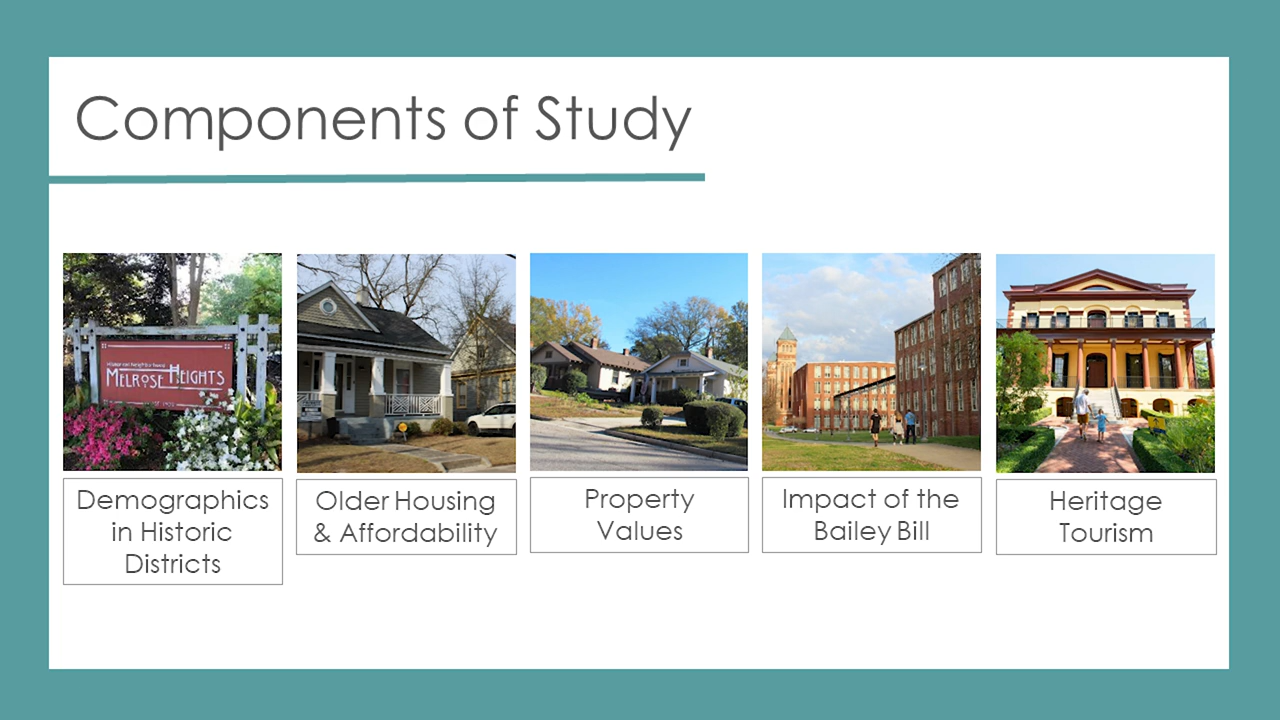 Components of Study
MELROSE HEIGHTS
Demographics
in Historic
Districts
Older Housing
& Affordability
Property
Values
Impact of the
Bailey Bill
Heritage
Tourism